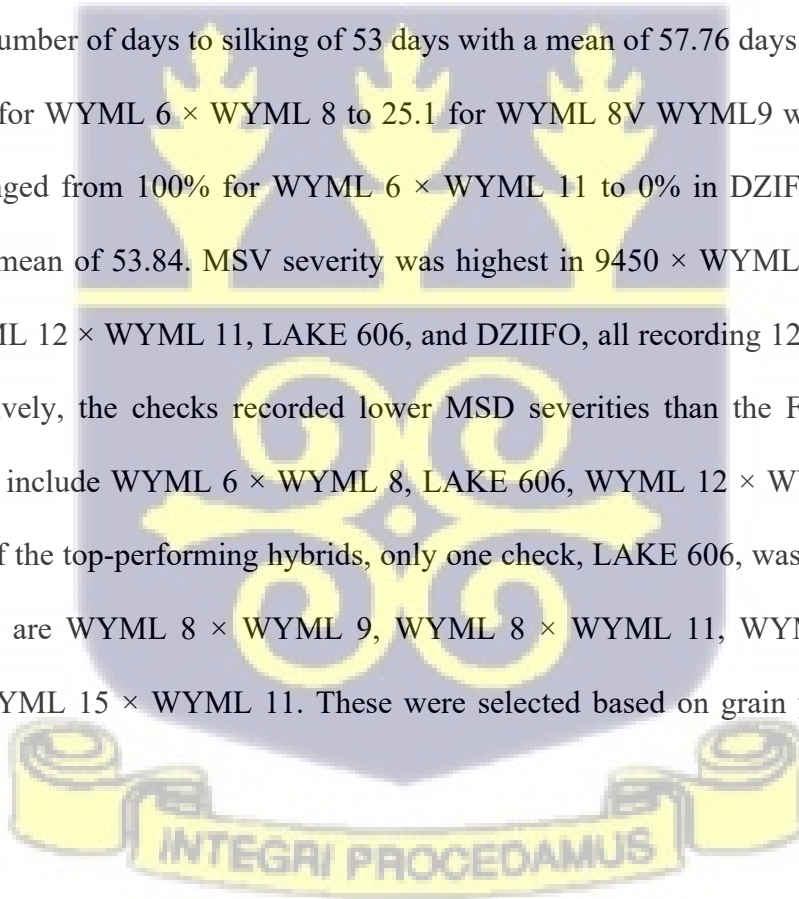 umber of days to silking of 53 days with a mean of 57.76 days
for WYML 6 × WYML 8 to 25.1 for WYML 8V WYML9 w
nged from 100% for WYML 6 × WYML 11 to 0% in DZIF
mean of 53.84. MSV severity was highest in 9450 × WYML
ML 12 × WYML 11, LAKE 606, and DZIIFO, all recording 12
ively, the checks recorded lower MSD severities than the F
include WYML 6 × WYML 8, LAKE 606, WYML 12 × W
f the top-performing hybrids, only one check, LAKE 606, was
are WYML 8 × WYML 9, WYML 8 × WYML 11, WYM
YML 15 × WYML 11. These were selected based on grain
INTEGRI PROCEDAMUS